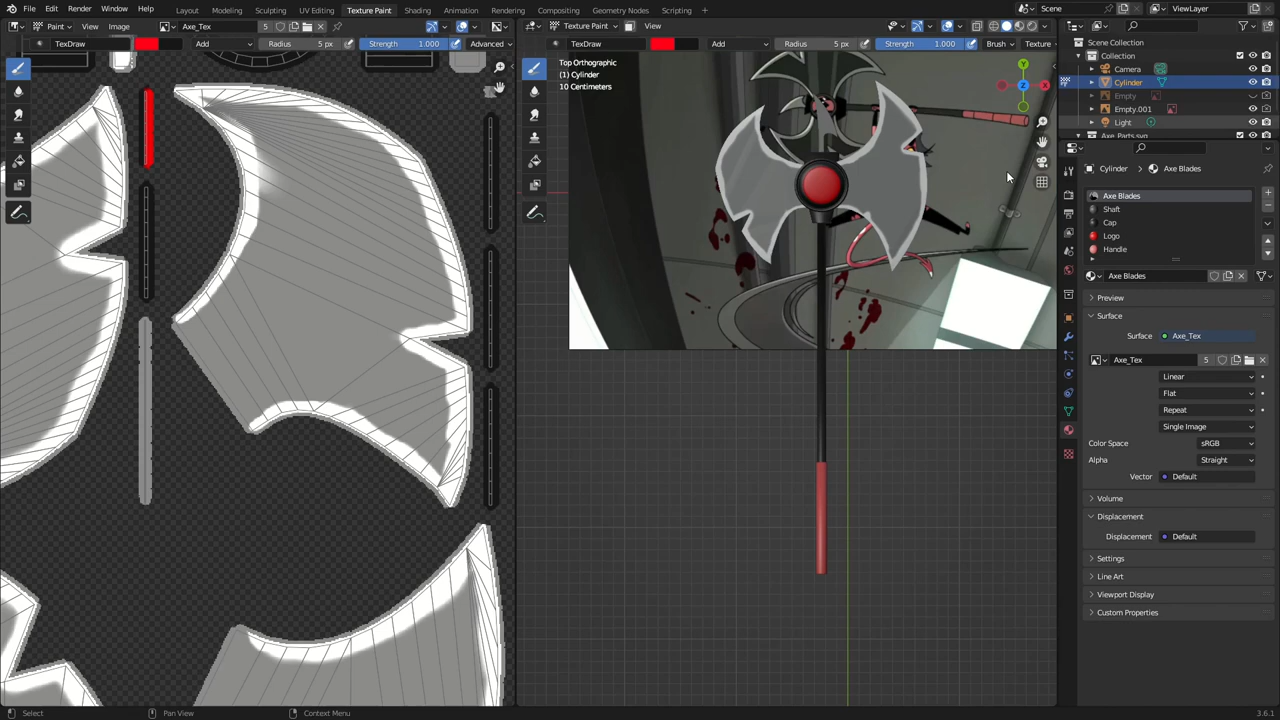 File Edit Render Window Help Layout Modeling Sculpting UV Editing Texture Paint Shading Animation Rendering Compositing Geometry Nodes Scripting Scene ViewLayer
Paint View Image Axe_Tex 5 Texture Paint View
TexDraw Add Radius 5 px Strength 1.000 Advanced TexDraw Add Radius 5 px Strength 1.000 Brush Texture
Top Orthographic
(1) Cylinder
10 Centimeters
Scene Collection
Collection
Camera
Cylinder
Empty
Empty.001
Light
Axe Parts.svg
Cylinder Axe Blades
Axe Blades
Shaft
Cap
Logo
Handle
Axe Blades
Preview
Surface
Surface Axe_Tex
Axe_Tex 5
Linear
Flat
Repeat
Single Image
Color Space sRGB
Alpha Straight
Vector Default
Volume
Displacement
Displacement Default
Settings
Line Art
Viewport Display
Custom Properties
Select Pan View Context Menu 3.6.1